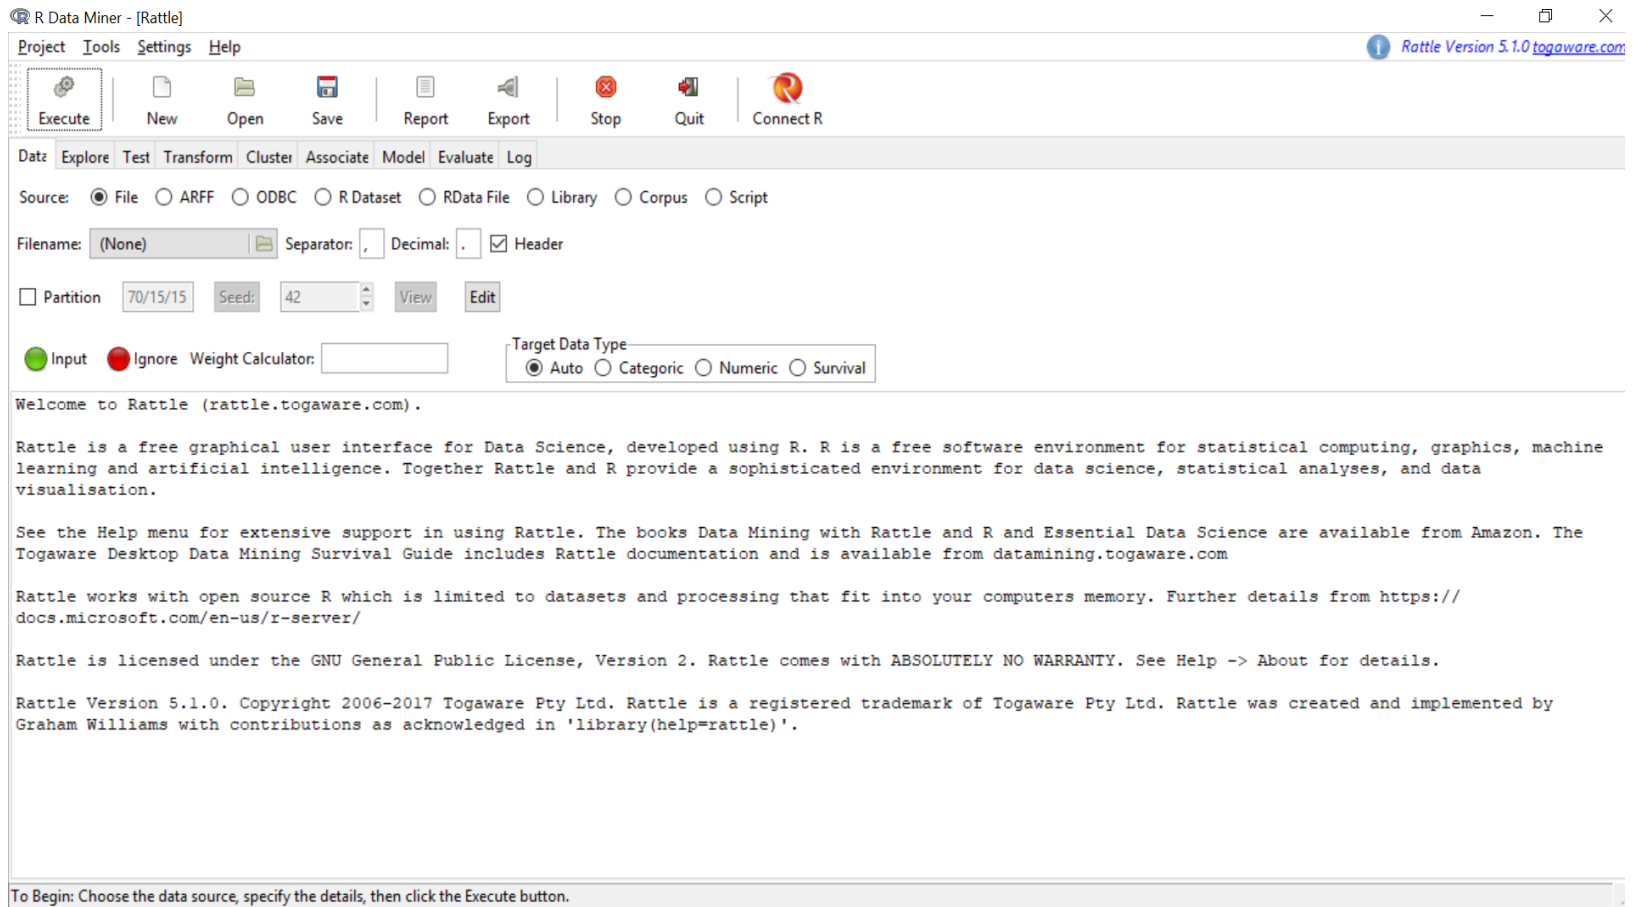 R Data Miner - [Rattle]
Project Tools Settings Help
Rattle Version 5.1.0 togaware.com
Execute New Open Save Report Export Stop Quit Connect R
Data Explore Test Transform Cluster Associate Model Evaluate Log
Source: File ARFF ODBC R Dataset RData File Library Corpus Script
Filename: (None) Separator: , Decimal: . Header
Partition 70/15/15 Seed: 42 View Edit
Target Data Type
Input Ignore Weight Calculator: Auto Categoric Numeric Survival
Welcome to Rattle (rattle.togaware.com).
Rattle is a free graphical user interface for Data Science, developed using R. R is a free software environment for statistical computing, graphics, machine
learning and artificial intelligence. Together Rattle and R provide a sophisticated environment for data science, statistical analyses, and data
visualisation.
See the Help menu for extensive support in using Rattle. The books Data Mining with Rattle and R and Essential Data Science are available from Amazon. The
Togaware Desktop Data Mining Survival Guide includes Rattle documentation and is available from datamining.togaware.com
Rattle works with open source R which is limited to datasets and processing that fit into your computers memory. Further details from https://
docs.microsoft.com/en-us/r-server/
Rattle is licensed under the GNU General Public License, Version 2. Rattle comes with ABSOLUTELY NO WARRANTY. See Help -> About for details.
Rattle Version 5.1.0. Copyright 2006-2017 Togaware Pty Ltd. Rattle is a registered trademark of Togaware Pty Ltd. Rattle was created and implemented by
Graham Williams with contributions as acknowledged in 'library(help=rattle)'.
To Begin: Choose the data source, specify the details, then click the Execute button.